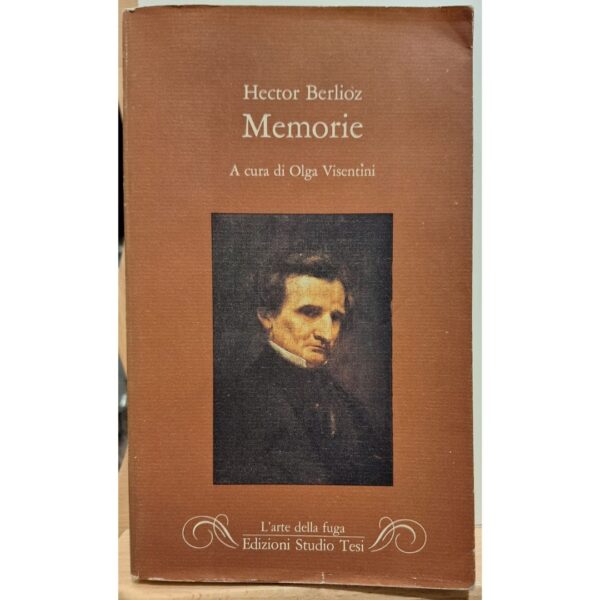 Hector Berlioz
Memorie
A cura di Olga Visentini
L'arte della fuga
Edizioni Studio Tesi